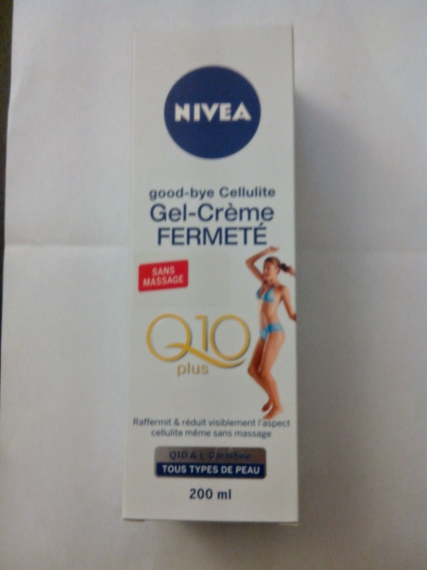 NIVEA
good-bye Cellulite
Gel-Crème
FERMETÉ
SANS
MASSAGE
Q10
plus
Raffermit & réduit visiblement l'aspect
cellulite même sans massage
Q10 & L Carnitine
TOUS TYPES DE PEAU
200 ml